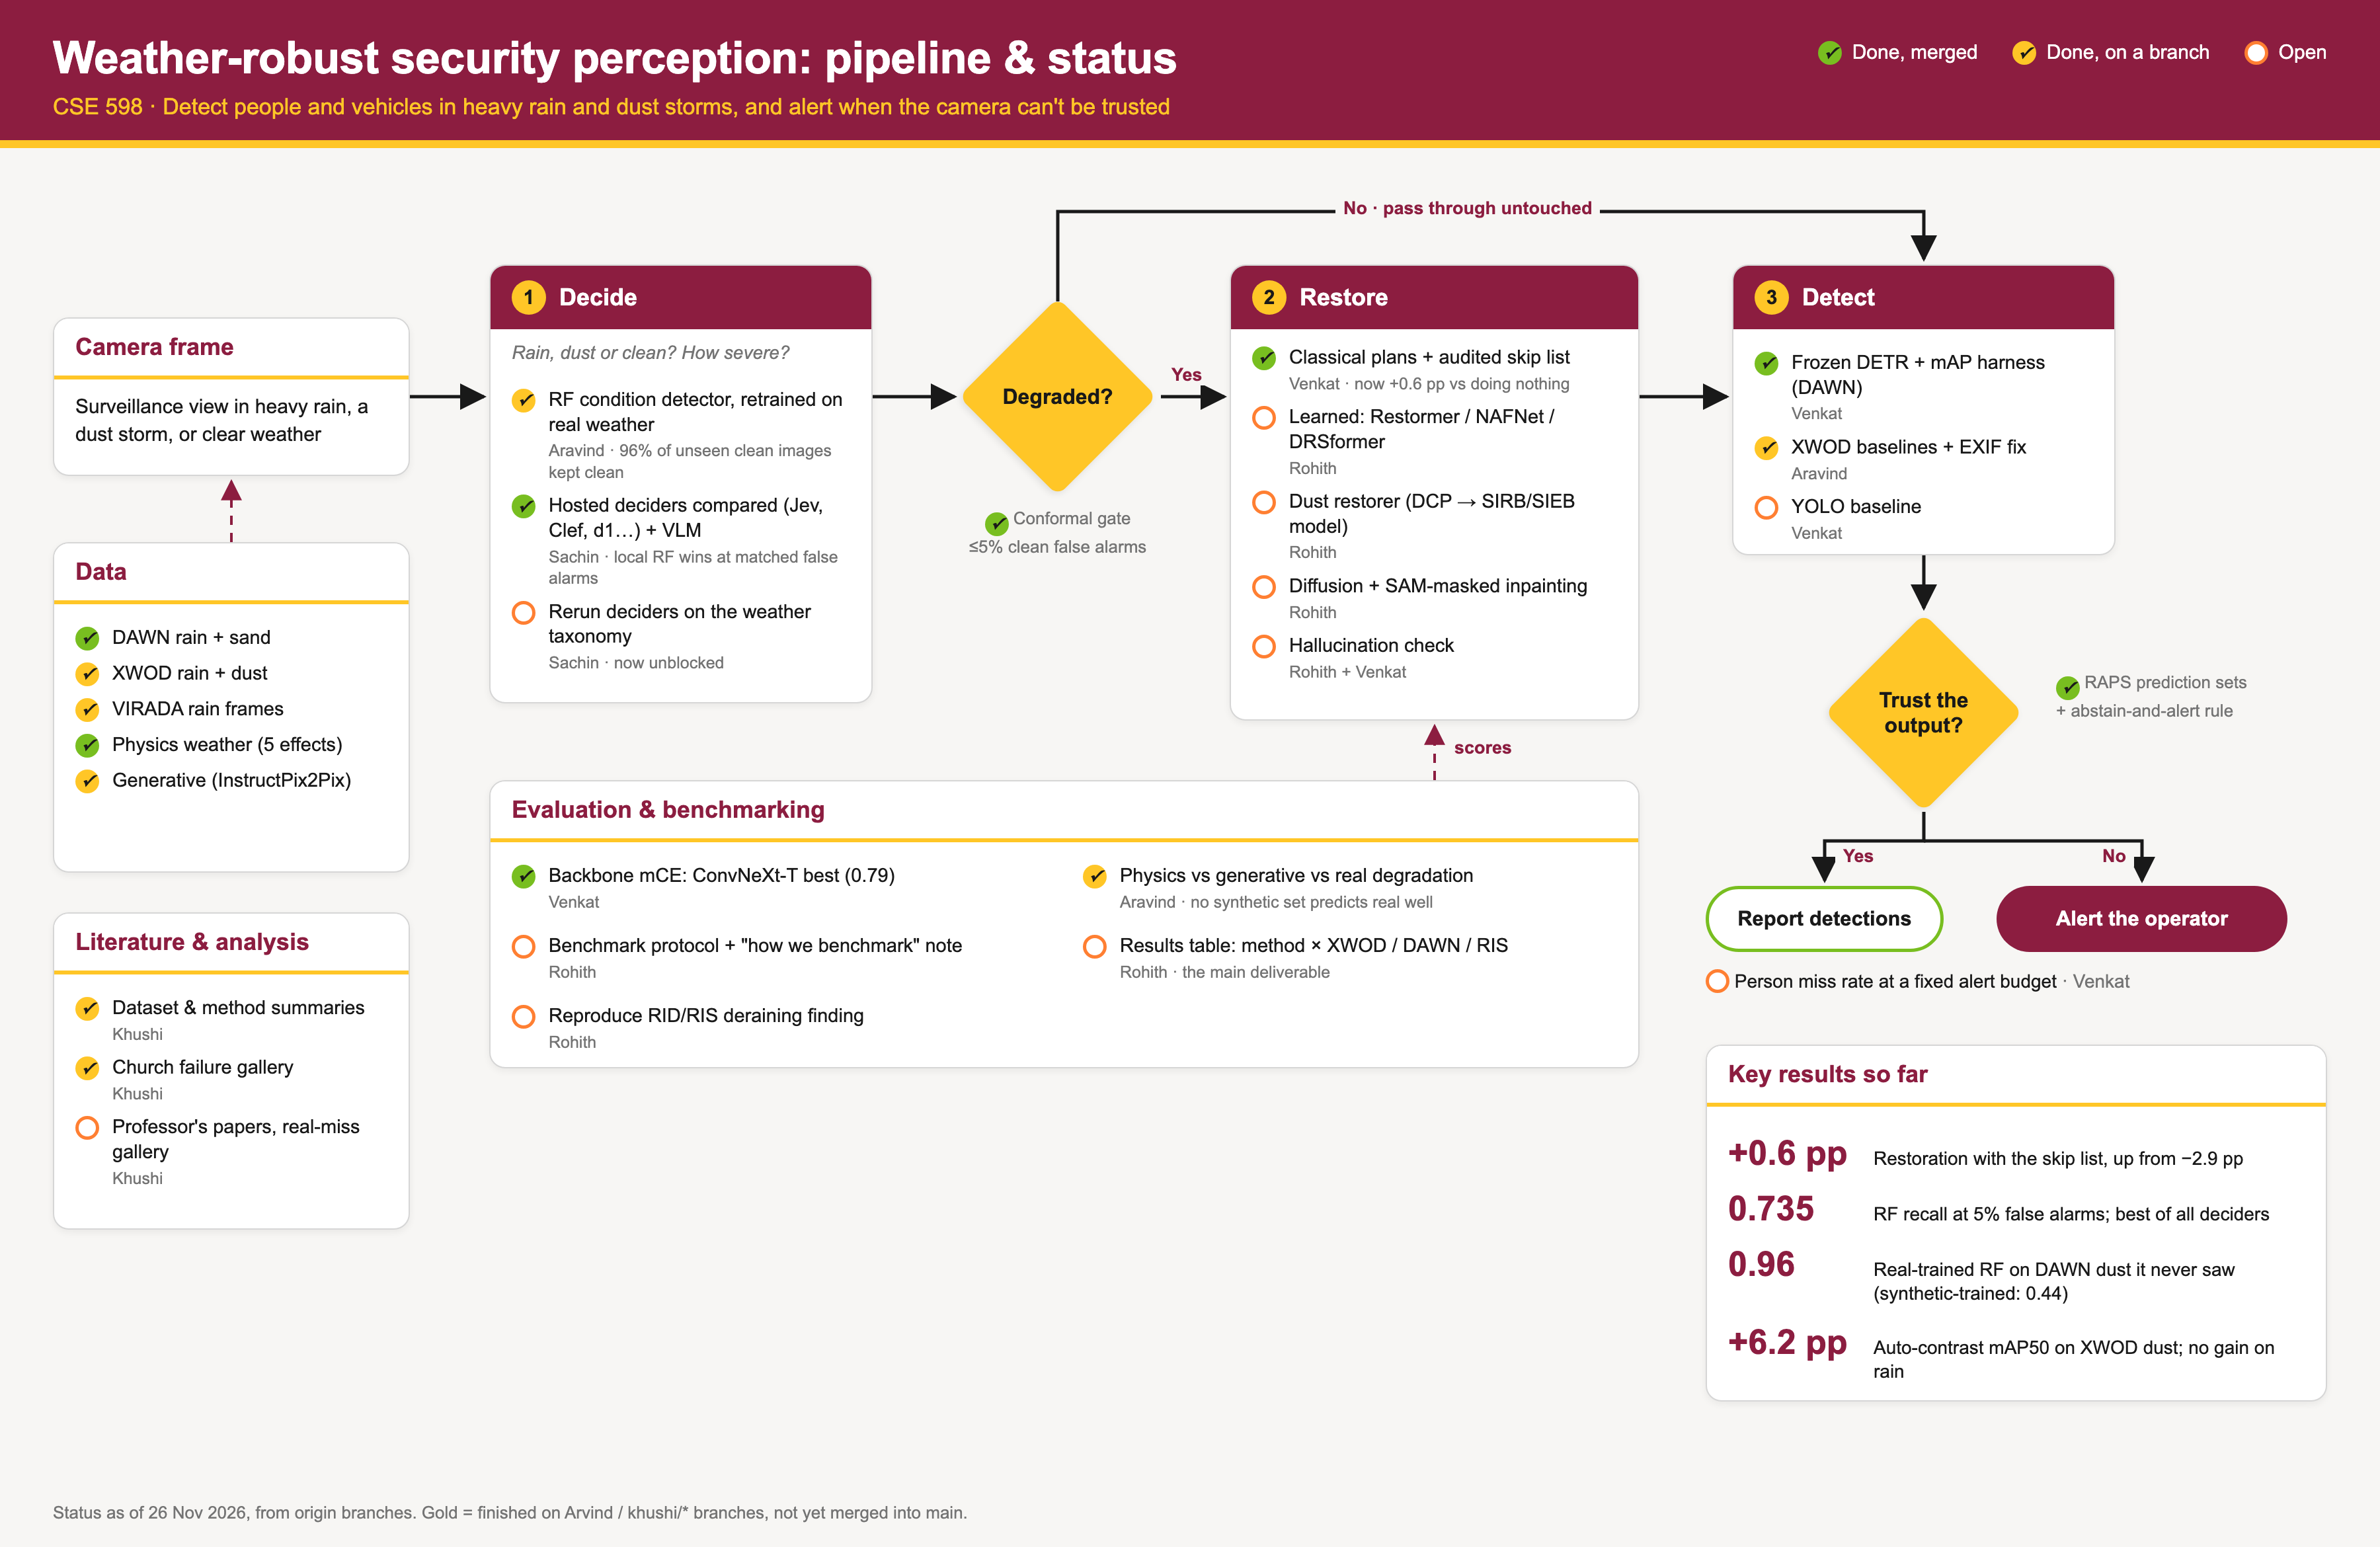 Weather-robust security perception: pipeline & status
CSE 598 · Detect people and vehicles in heavy rain and dust storms, and alert when the camera can't be trusted
Done, merged
Done, on a branch
Open
No · pass through untouched
Camera frame
Surveillance view in heavy rain, a
dust storm, or clear weather
Data
DAWN rain + sand
XWOD rain + dust
VIRADA rain frames
Physics weather (5 effects)
Generative (InstructPix2Pix)
Literature & analysis
Dataset & method summaries
Khushi
Church failure gallery
Khushi
Professor's papers, real-miss
gallery
Khushi
1 Decide
Rain, dust or clean? How severe?
RF condition detector, retrained on
real weather
Aravind · 96% of unseen clean images
kept clean
Hosted deciders compared (Jev,
Clef, d1…) + VLM
Sachin · local RF wins at matched false
alarms
Rerun deciders on the weather
taxonomy
Sachin · now unblocked
Degraded?
Yes
Conformal gate
≤5% clean false alarms
2 Restore
Classical plans + audited skip list
Venkat · now +0.6 pp vs doing nothing
Learned: Restormer / NAFNet /
DRSformer
Rohith
Dust restorer (DCP → SIRB/SIEB
model)
Rohith
Diffusion + SAM-masked inpainting
Rohith
Hallucination check
Rohith + Venkat
scores
3 Detect
Frozen DETR + mAP harness
(DAWN)
Venkat
XWOD baselines + EXIF fix
Aravind
YOLO baseline
Venkat
Trust the
output?
RAPS prediction sets
+ abstain-and-alert rule
Yes
No
Report detections
Alert the operator
Person miss rate at a fixed alert budget · Venkat
Evaluation & benchmarking
Backbone mCE: ConvNeXt-T best (0.79)
Venkat
Benchmark protocol + "how we benchmark" note
Rohith
Reproduce RID/RIS deraining finding
Rohith
Physics vs generative vs real degradation
Aravind · no synthetic set predicts real well
Results table: method × XWOD / DAWN / RIS
Rohith · the main deliverable
Key results so far
+0.6 pp Restoration with the skip list, up from −2.9 pp
0.735 RF recall at 5% false alarms; best of all deciders
0.96 Real-trained RF on DAWN dust it never saw
(synthetic-trained: 0.44)
+6.2 pp Auto-contrast mAP50 on XWOD dust; no gain on
rain
Status as of 26 Nov 2026, from origin branches. Gold = finished on Arvind / khushi/* branches, not yet merged into main.